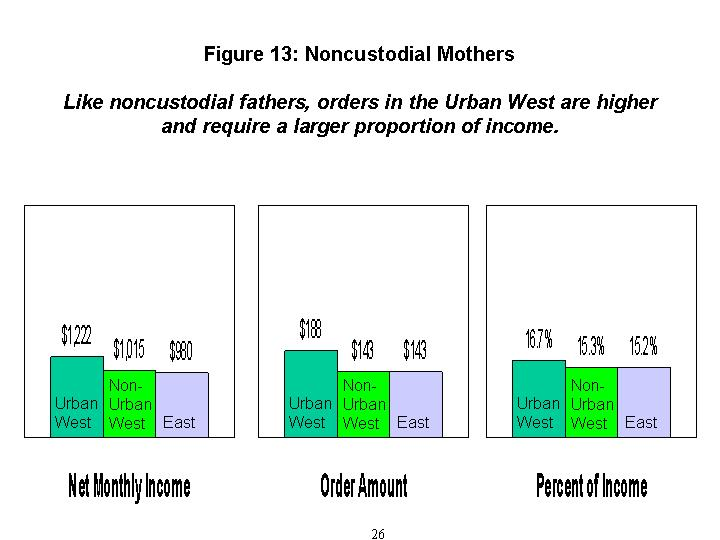 Figure 13: Noncustodial Mothers
Like noncustodial fathers, orders in the Urban West are higher
and require a larger proportion of income.
$1,222
$1,015
$980
Urban
West
Non-
Urban
West
East
Net Monthly Income
$188
$143
$143
Urban
West
Non-
Urban
West
East
Order Amount
16.7%
15.3%
15.2%
Urban
West
Non-
Urban
West
East
Percent of Income
26